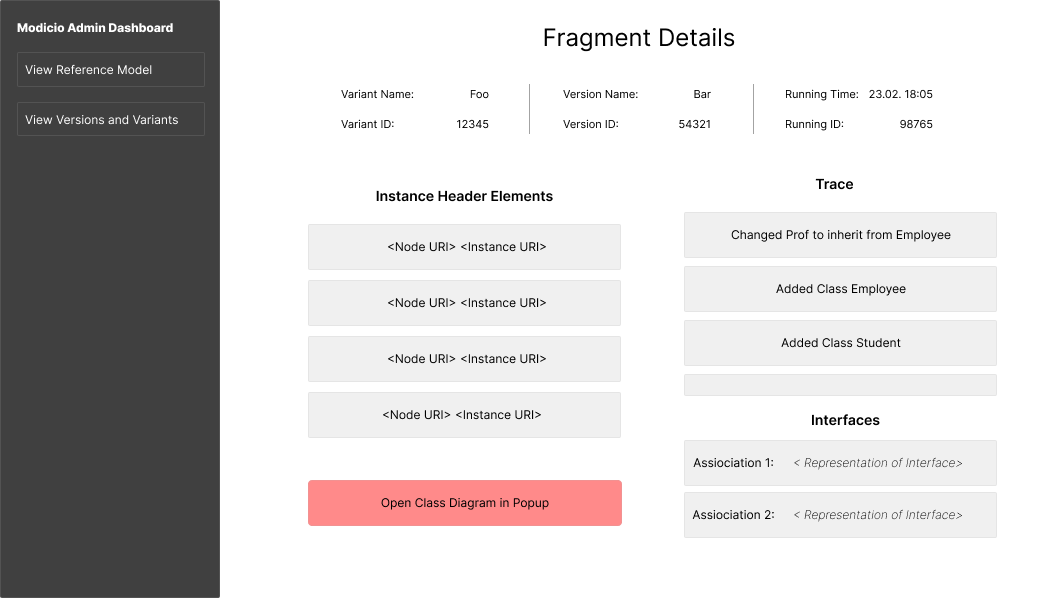 Modicio Admin Dashboard
View Reference Model
View Versions and Variants
Fragment Details
Variant Name: Foo
Variant ID: 12345
Version Name: Bar
Version ID: 54321
Running Time: 23.02. 18:05
Running ID: 98765
Instance Header Elements
<Node URI> <Instance URI>
<Node URI> <Instance URI>
<Node URI> <Instance URI>
<Node URI> <Instance URI>
Open Class Diagram in Popup
Trace
Changed Prof to inherit from Employee
Added Class Employee
Added Class Student
Interfaces
Assiociation 1: < Representation of Interface>
Assiociation 2: < Representation of Interface>